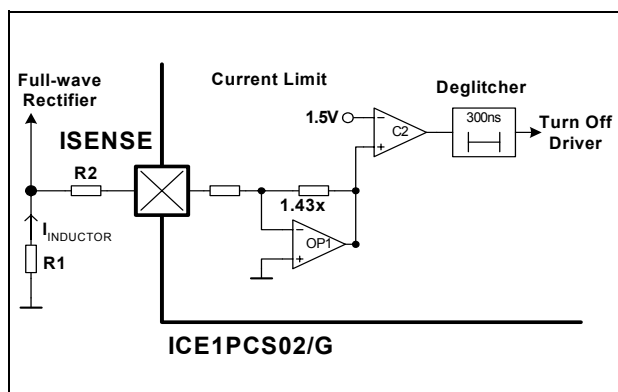 Full-wave
Rectifier
Current Limit
Deglitcher
1.5V
C2
300ns
Turn Off
Driver
ISENSE
R2
1.43x
I INDUCTOR
OP1
R1
−
+
−
+
ICE1PCS02/G